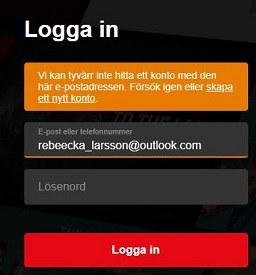 Logga in
Vi kan tyvärr inte hitta ett konto med den
här e-postadressen. Försök igen eller skapa
ett nytt konto.
E-post eller telefonnummer
rebeecka_larsson@outlook.com
Lösenord
Logga in